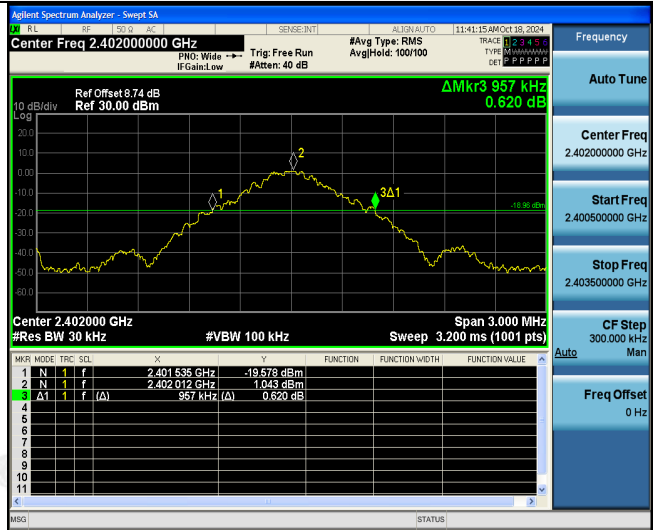 Agilent Spectrum Analyzer - Swept SA
LXI RL RF 50 Ω AC SENSE:INT ALIGN AUTO 11:41:15 AM Oct 18, 2024
Center Freq 2.402000000 GHz
PNO: Wide
IFGain:Low
Trig: Free Run
#Atten: 40 dB
#Avg Type: RMS
Avg|Hold: 100/100
TRACE 1 2 3 4 5 6
TYPE M W W W W W
DET P P P P P P
Ref Offset 8.74 dB
10 dB/div Ref 30.00 dBm
Log
ΔMkr3 957 kHz
0.620 dB
20.0
10.0
0.00
-10.0
-20.0
-30.0
-40.0
-50.0
-60.0
1
2
3Δ1
-18.96 dBm
Center 2.402000 GHz Span 3.000 MHz
#Res BW 30 kHz #VBW 100 kHz Sweep 3.200 ms (1001 pts)
MKR MODE TRC SCL X Y FUNCTION FUNCTION WIDTH FUNCTION VALUE
1 N 1 f 2.401 535 GHz -19.578 dBm
2 N 1 f 2.402 012 GHz 1.043 dBm
3 Δ1 1 f (Δ) 957 kHz (Δ) 0.620 dB
4
5
6
7
8
9
10
11
MSG STATUS
Frequency
Auto Tune
Center Freq
2.402000000 GHz
Start Freq
2.400500000 GHz
Stop Freq
2.403500000 GHz
CF Step
300.000 kHz
Auto Man
Freq Offset
0 Hz